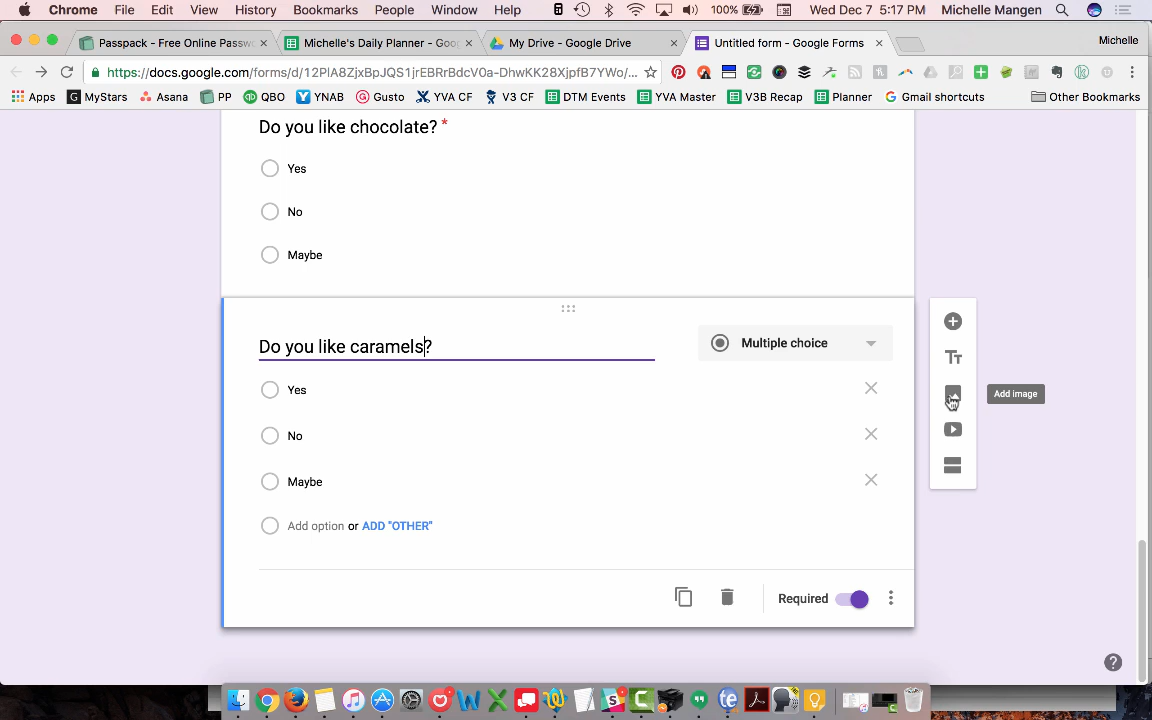 Chrome File Edit View History Bookmarks People Window Help 100% Wed Dec 7 5:17 PM Michelle Mangen
Passpack - Free Online Passw Michelle's Daily Planner - Goo My Drive - Google Drive Untitled form - Google Forms Michelle
https://docs.google.com/forms/d/12PlA8ZjxBpJQS1jrEBRrBdcV0a-DhwKK28XjpfB7YWo/...
Apps MyStars Asana PP QBO YNAB Gusto YVA CF V3 CF DTM Events YVA Master V3B Recap Planner Gmail shortcuts Other Bookmarks
Do you like chocolate? *
Yes
No
Maybe
Do you like caramels?
Multiple choice
Yes
Add image
No
Maybe
Add option or ADD "OTHER"
Required